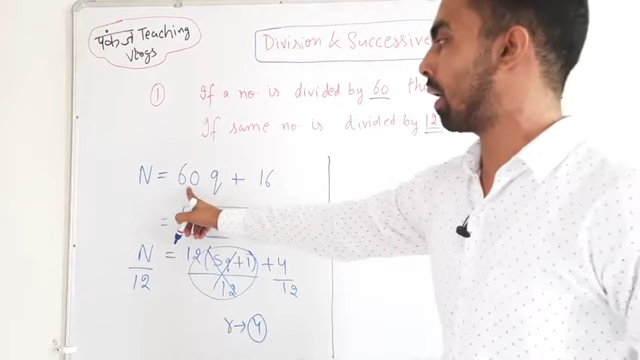 पंकज Teaching
Vlogs
Division & Successive
① If a no. is divided by 60
If same no. is divided by 12
N = 60 q + 16
=
N/12 = 12(5q+1)/12 + 4/12
r → 4